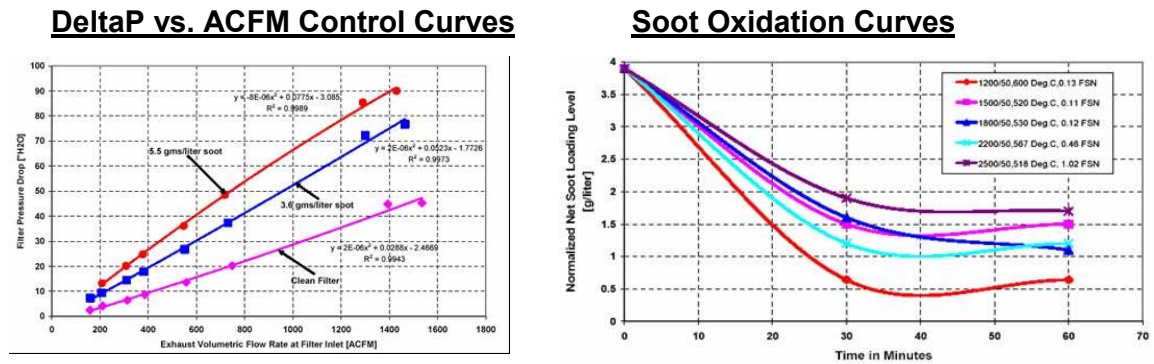 DeltaP vs. ACFM Control Curves
Soot Oxidation Curves
Filter Pressure Drop ["H2O]
100
90
80
70
60
50
40
30
20
10
0
y = -8E-06x² + 0.0775x - 3.085
R² = 0.9989
y = 2E-06x² + 0.0523x - 1.7726
R² = 0.9973
5.5 gms/liter soot
3.6 gms/liter spot
y = 2E-06x² + 0.0288x - 2.4669
R² = 0.9943
Clean Filter
0 200 400 600 800 1000 1200 1400 1600 1800
Exhaust Volumetric Flow Rate at Filter Inlet [ACFM]
Normalized Net Soot Loading Level
[g/liter]
4
3.5
3
2.5
2
1.5
1
0.5
0
1200/50,600 Deg.C,0.13 FSN
1500/50,520 Deg.C, 0.11 FSN
1800/50,530 Deg.C, 0.12 FSN
2200/50,567 Deg.C, 0.46 FSN
2500/50,518 Deg.C, 1.02 FSN
0 10 20 30 40 50 60 70
Time in Minutes